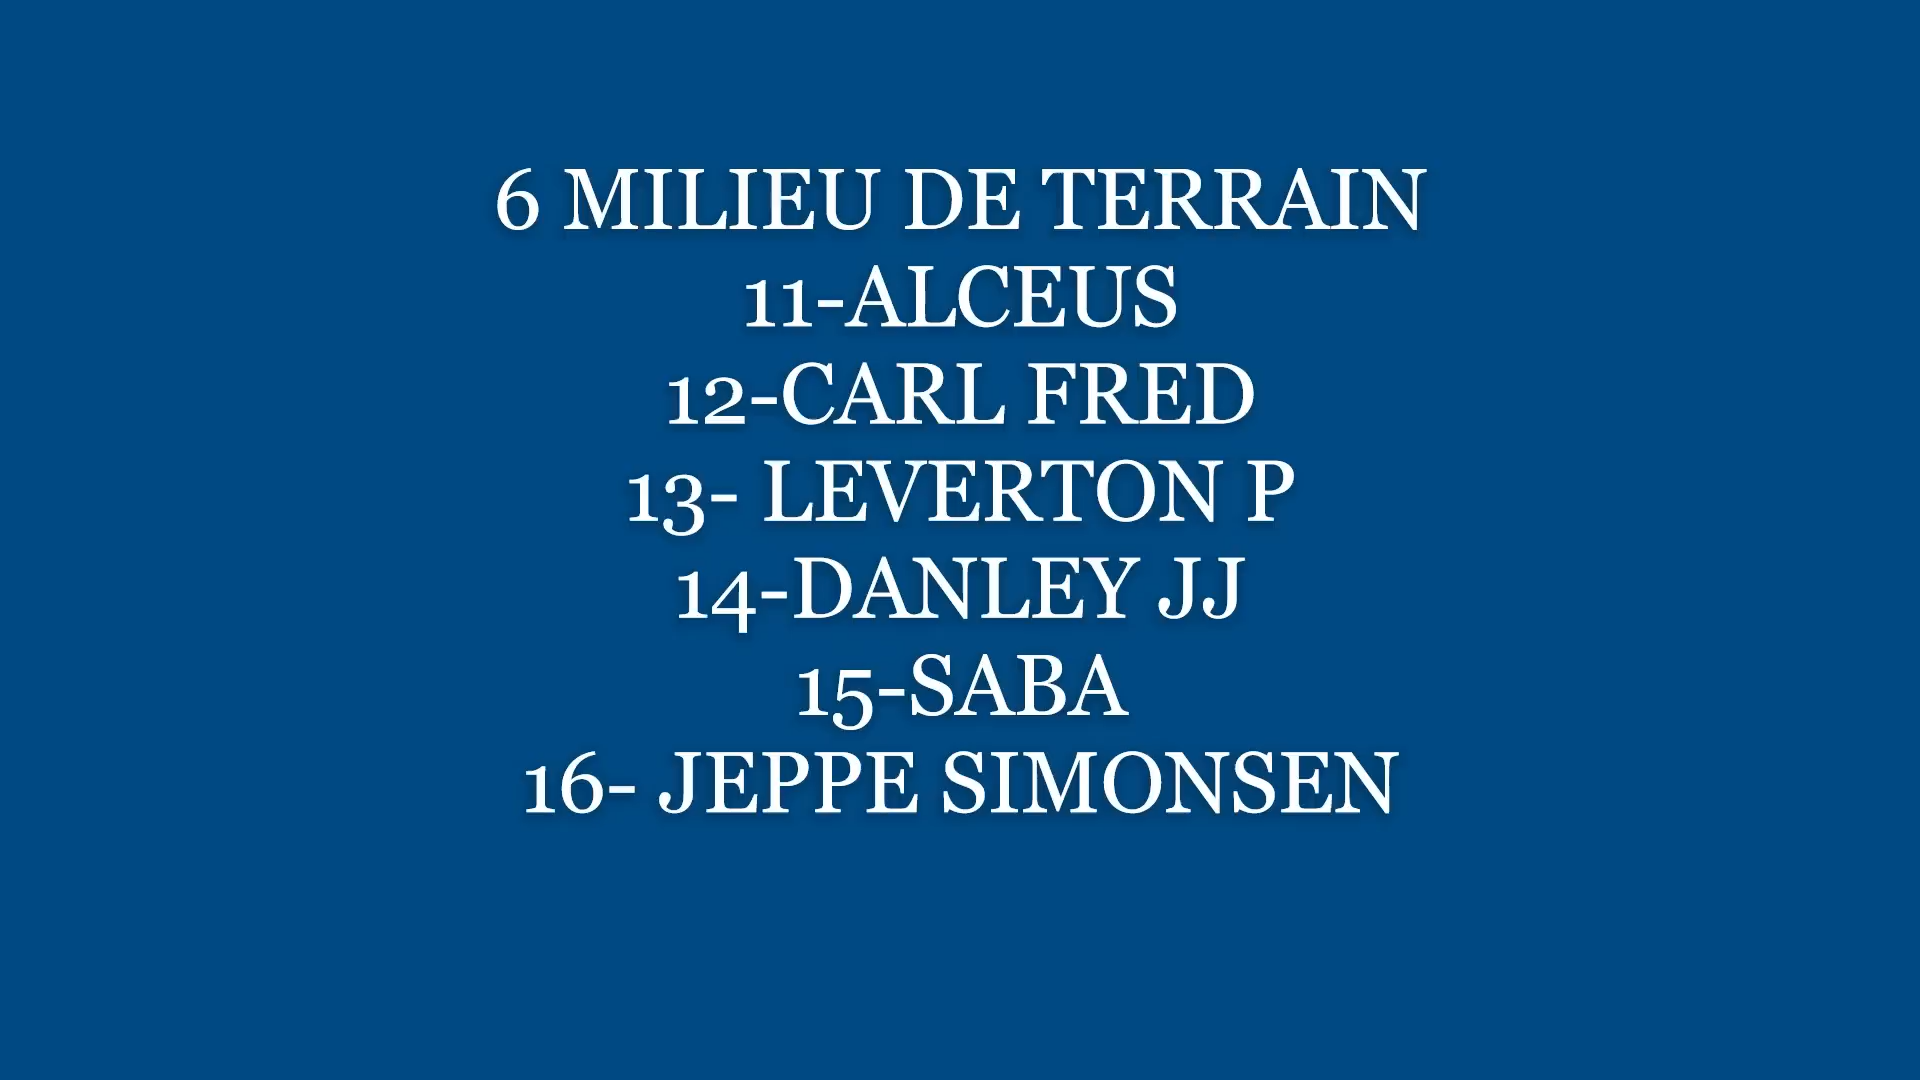 6 MILIEU DE TERRAIN
11-ALCEUS
12-CARL FRED
13- LEVERTON P
14-DANLEY JJ
15-SABA
16- JEPPE SIMONSEN